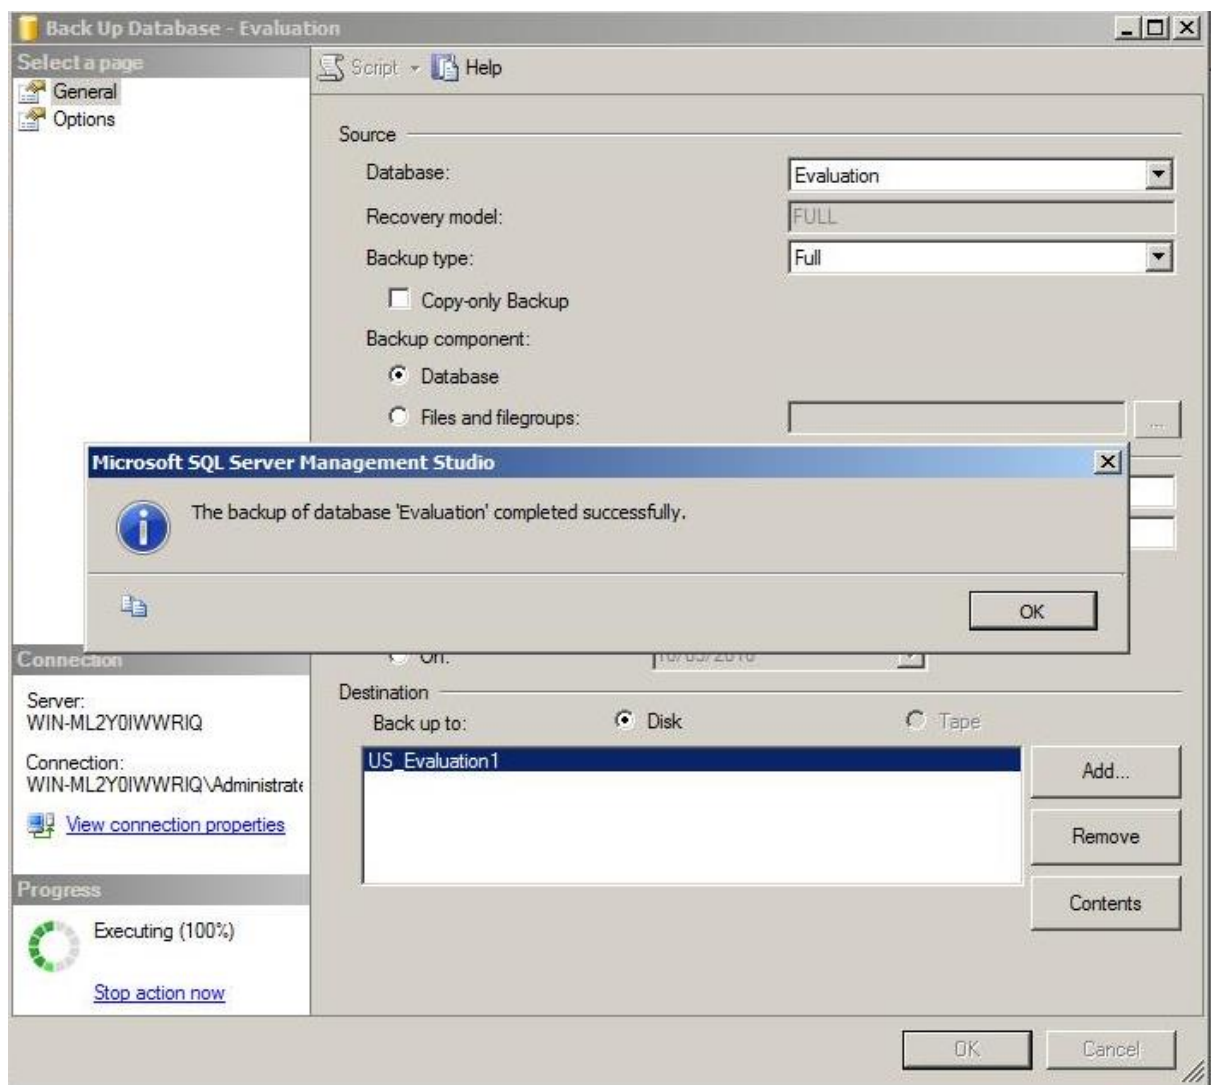 Back Up Database - Evaluation
Select a page
General
Options
Script
Help
Source
Database:
Evaluation
Recovery model:
FULL
Backup type:
Full
Copy-only Backup
Backup component:
Database
Files and filegroups:
...
Microsoft SQL Server Management Studio
The backup of database 'Evaluation' completed successfully.
OK
On:
Connection
Server:
WIN-ML2Y0IWWRIQ
Connection:
WIN-ML2Y0IWWRIQ\Administrat
View connection properties
Progress
Executing (100%)
Stop action now
Destination
Back up to:
Disk
Tape
US_Evaluation1
Add...
Remove
Contents
OK
Cancel